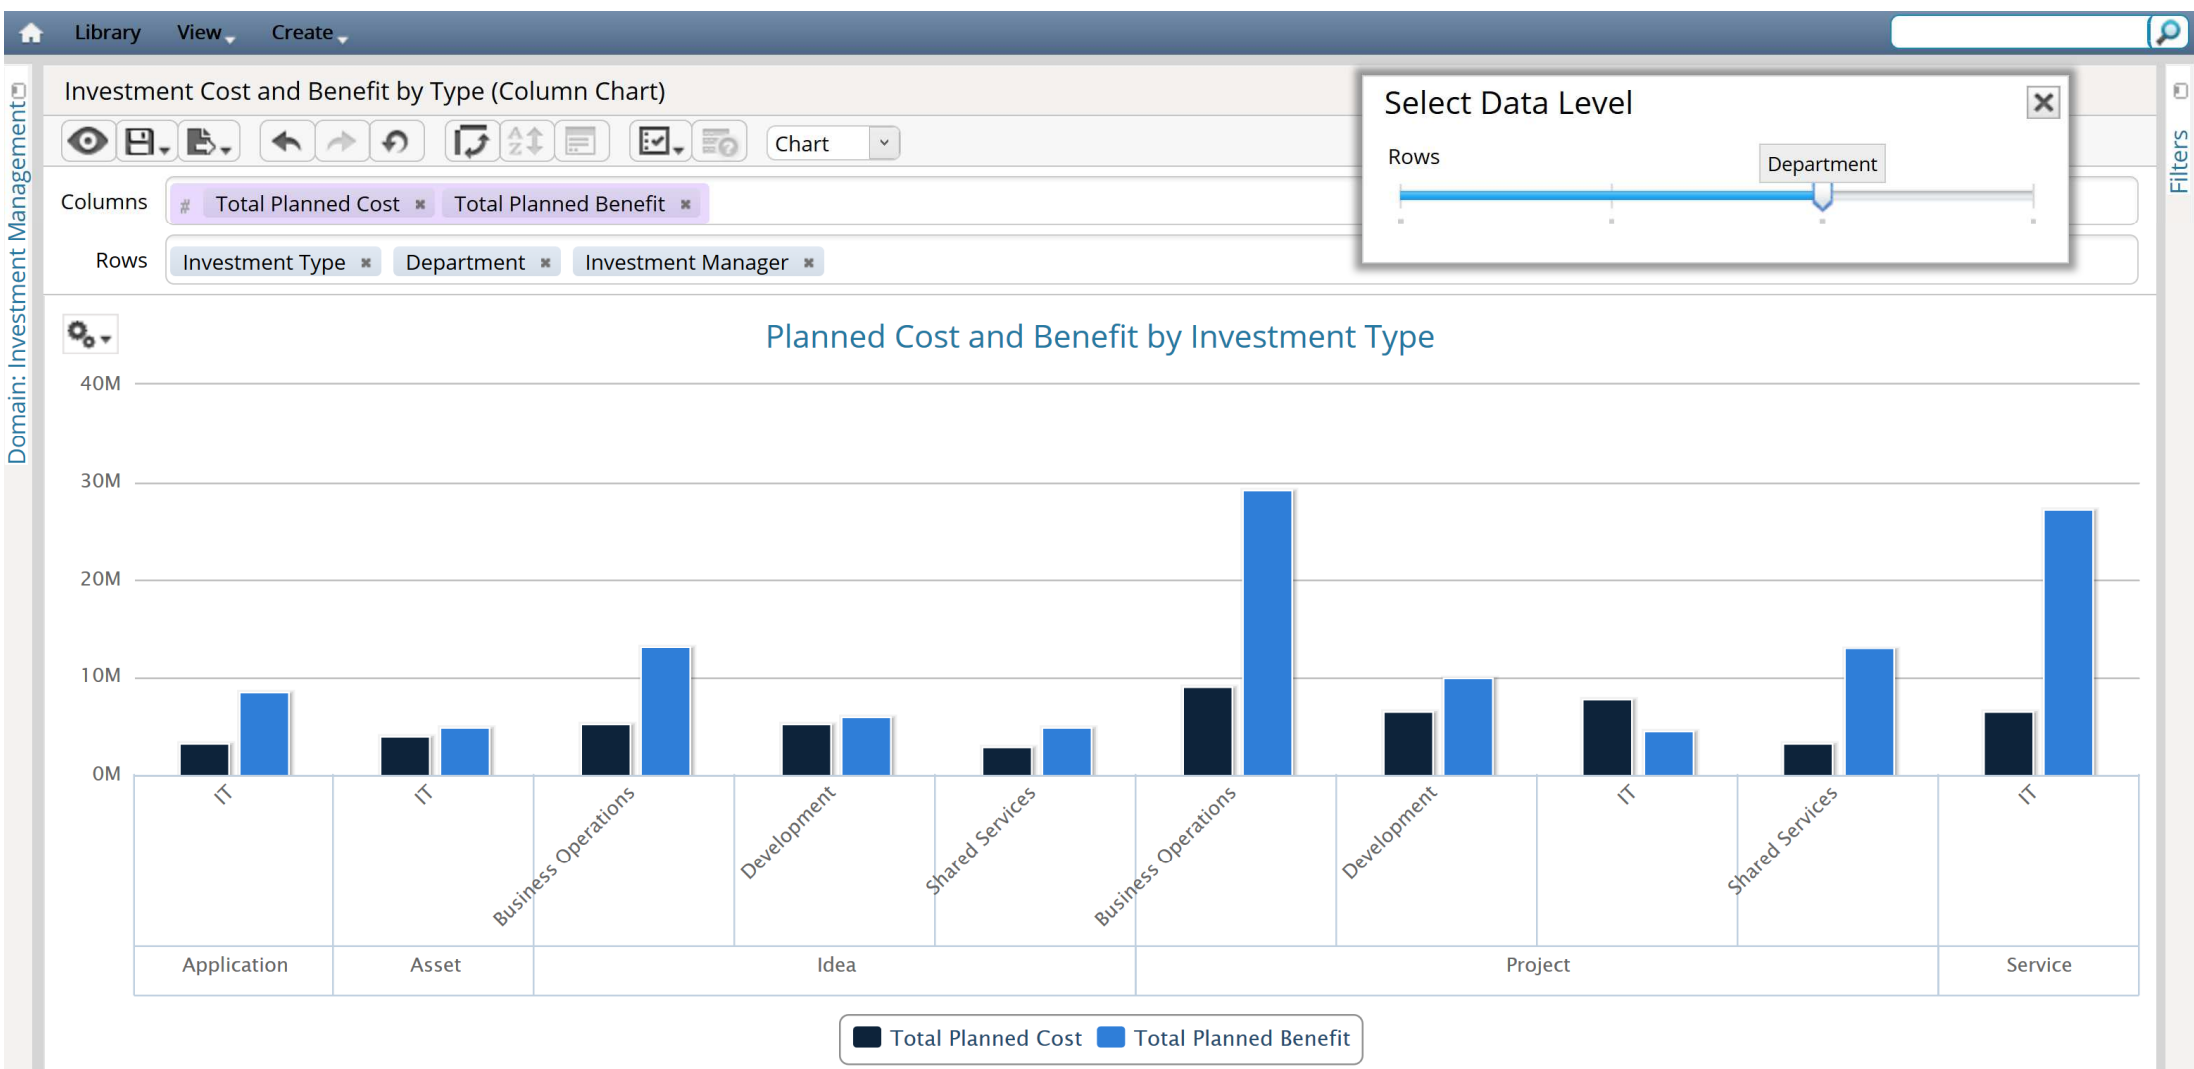 Library View Create
Investment Cost and Benefit by Type (Column Chart)
Select Data Level
Chart
Rows
Department
Columns # Total Planned Cost Total Planned Benefit
Rows Investment Type Department Investment Manager
Domain: Investment Management
Filters
Planned Cost and Benefit by Investment Type
40M
30M
20M
10M
0M
IT
IT
Business Operations
Development
Shared Services
Business Operations
Development
IT
Shared Services
IT
Application Asset Idea Project Service
Total Planned Cost Total Planned Benefit